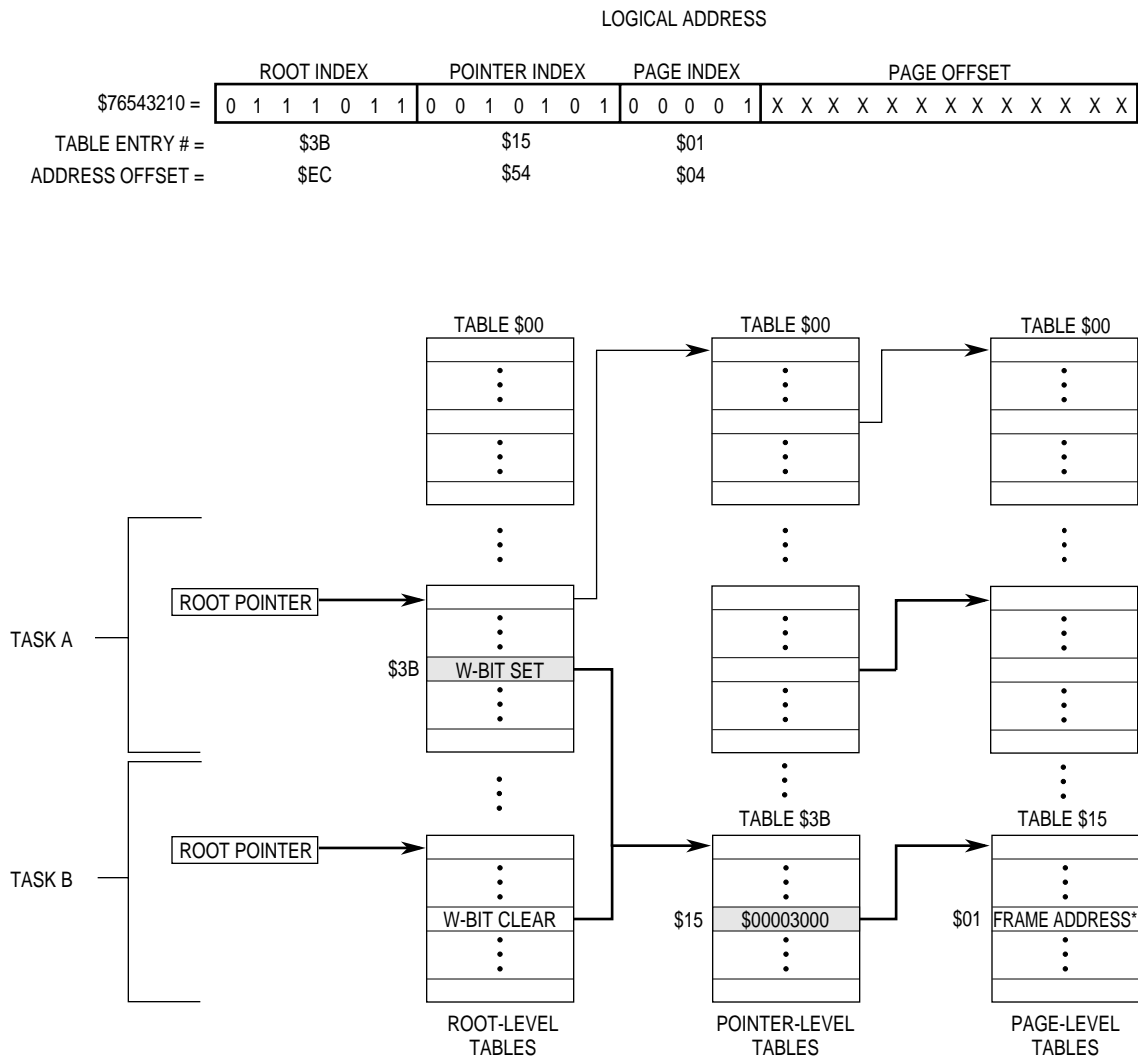 LOGICAL ADDRESS
ROOT INDEX POINTER INDEX PAGE INDEX PAGE OFFSET
$76543210 = 0 1 1 1 0 1 1 0 0 1 0 1 0 1 0 0 0 0 1 X X X X X X X X X X X X X
TABLE ENTRY # = $3B $15 $01
ADDRESS OFFSET = $EC $54 $04
TABLE $00 TABLE $00 TABLE $00
ROOT POINTER
TASK A
$3B W-BIT SET
TABLE $3B TABLE $15
ROOT POINTER
TASK B
W-BIT CLEAR $15 $00003000 $01 FRAME ADDRESS*
ROOT-LEVEL POINTER-LEVEL PAGE-LEVEL
TABLES TABLES TABLES